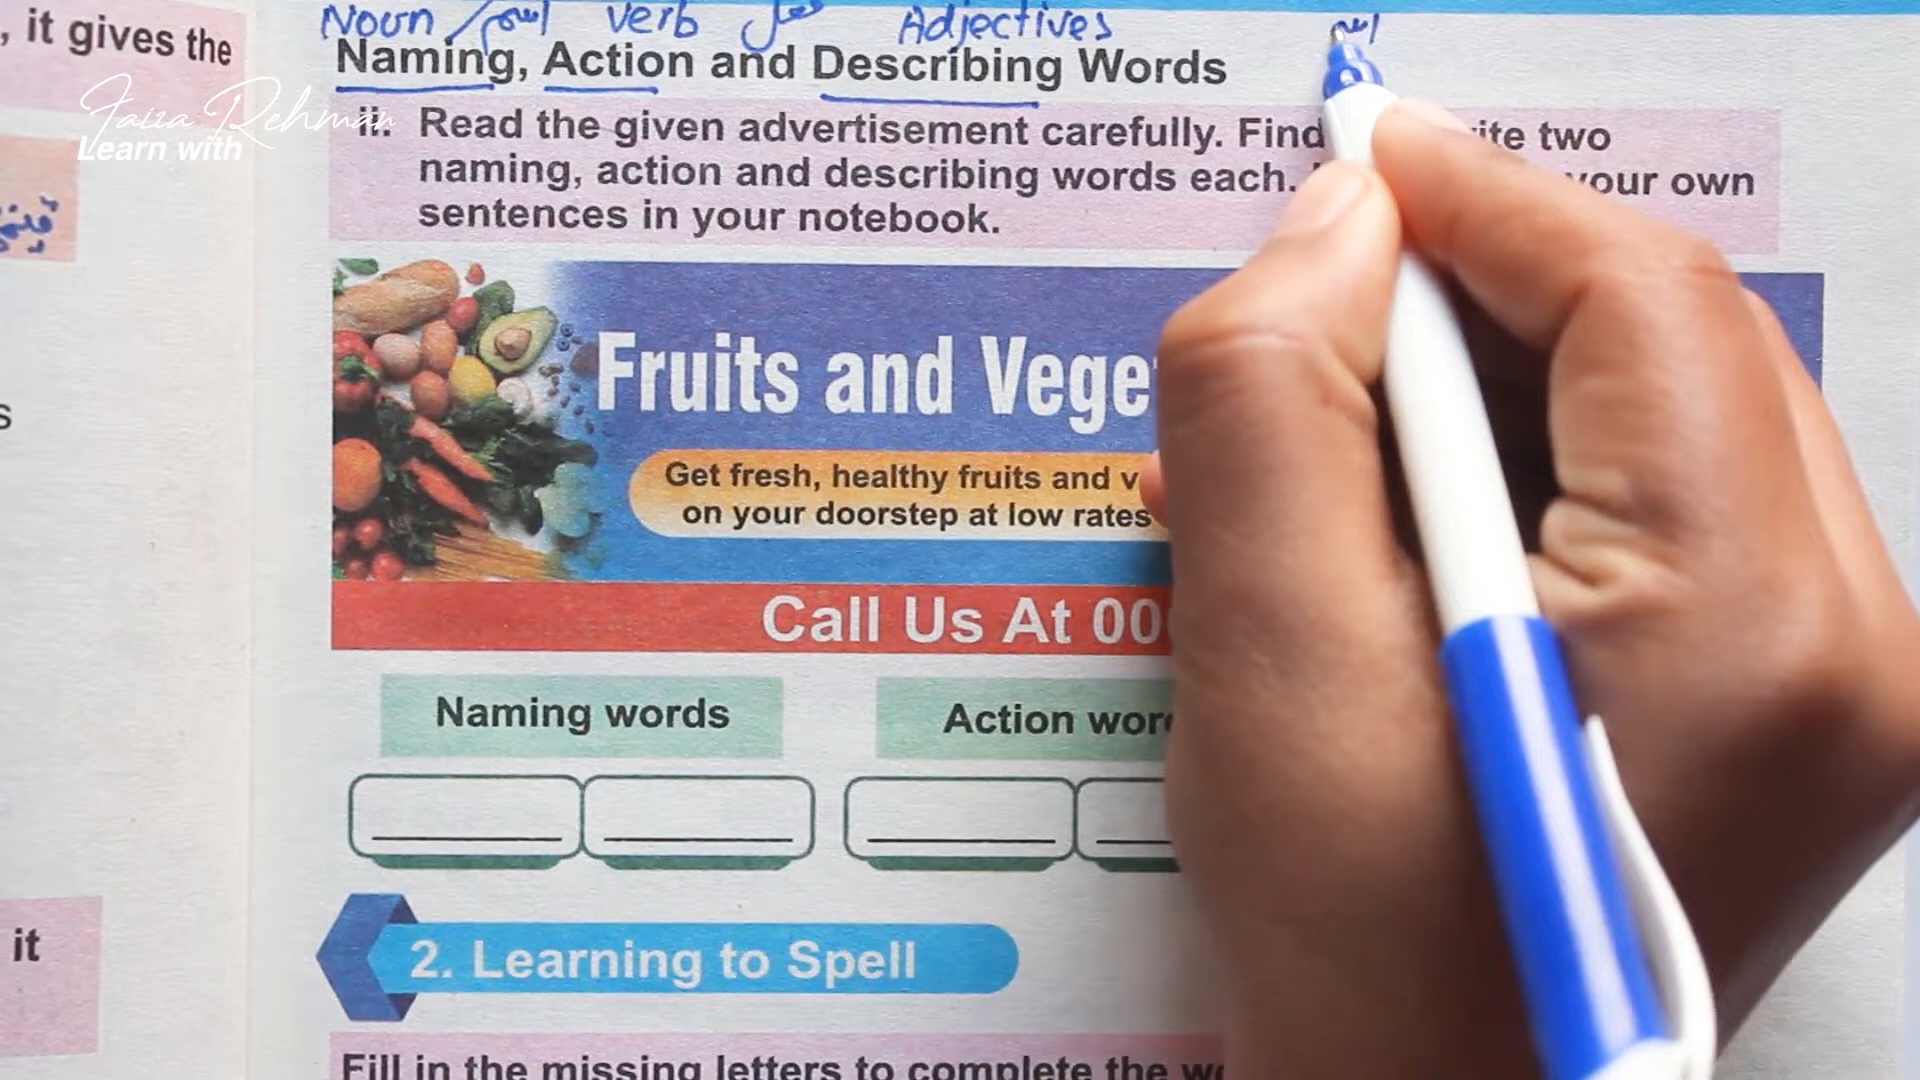 , it gives the
Noun / اسم verb فعل Adjectives اسم
Naming, Action and Describing Words
Faiza Rehman
Learn with
ii. Read the given advertisement carefully. Find ite two
naming, action and describing words each. your own
sentences in your notebook.
Fruits and Vege
Get fresh, healthy fruits and v
on your doorstep at low rates
Call Us At 00
Naming words
Action wor
2. Learning to Spell
it
Fill in the missing letters to complete the w
s